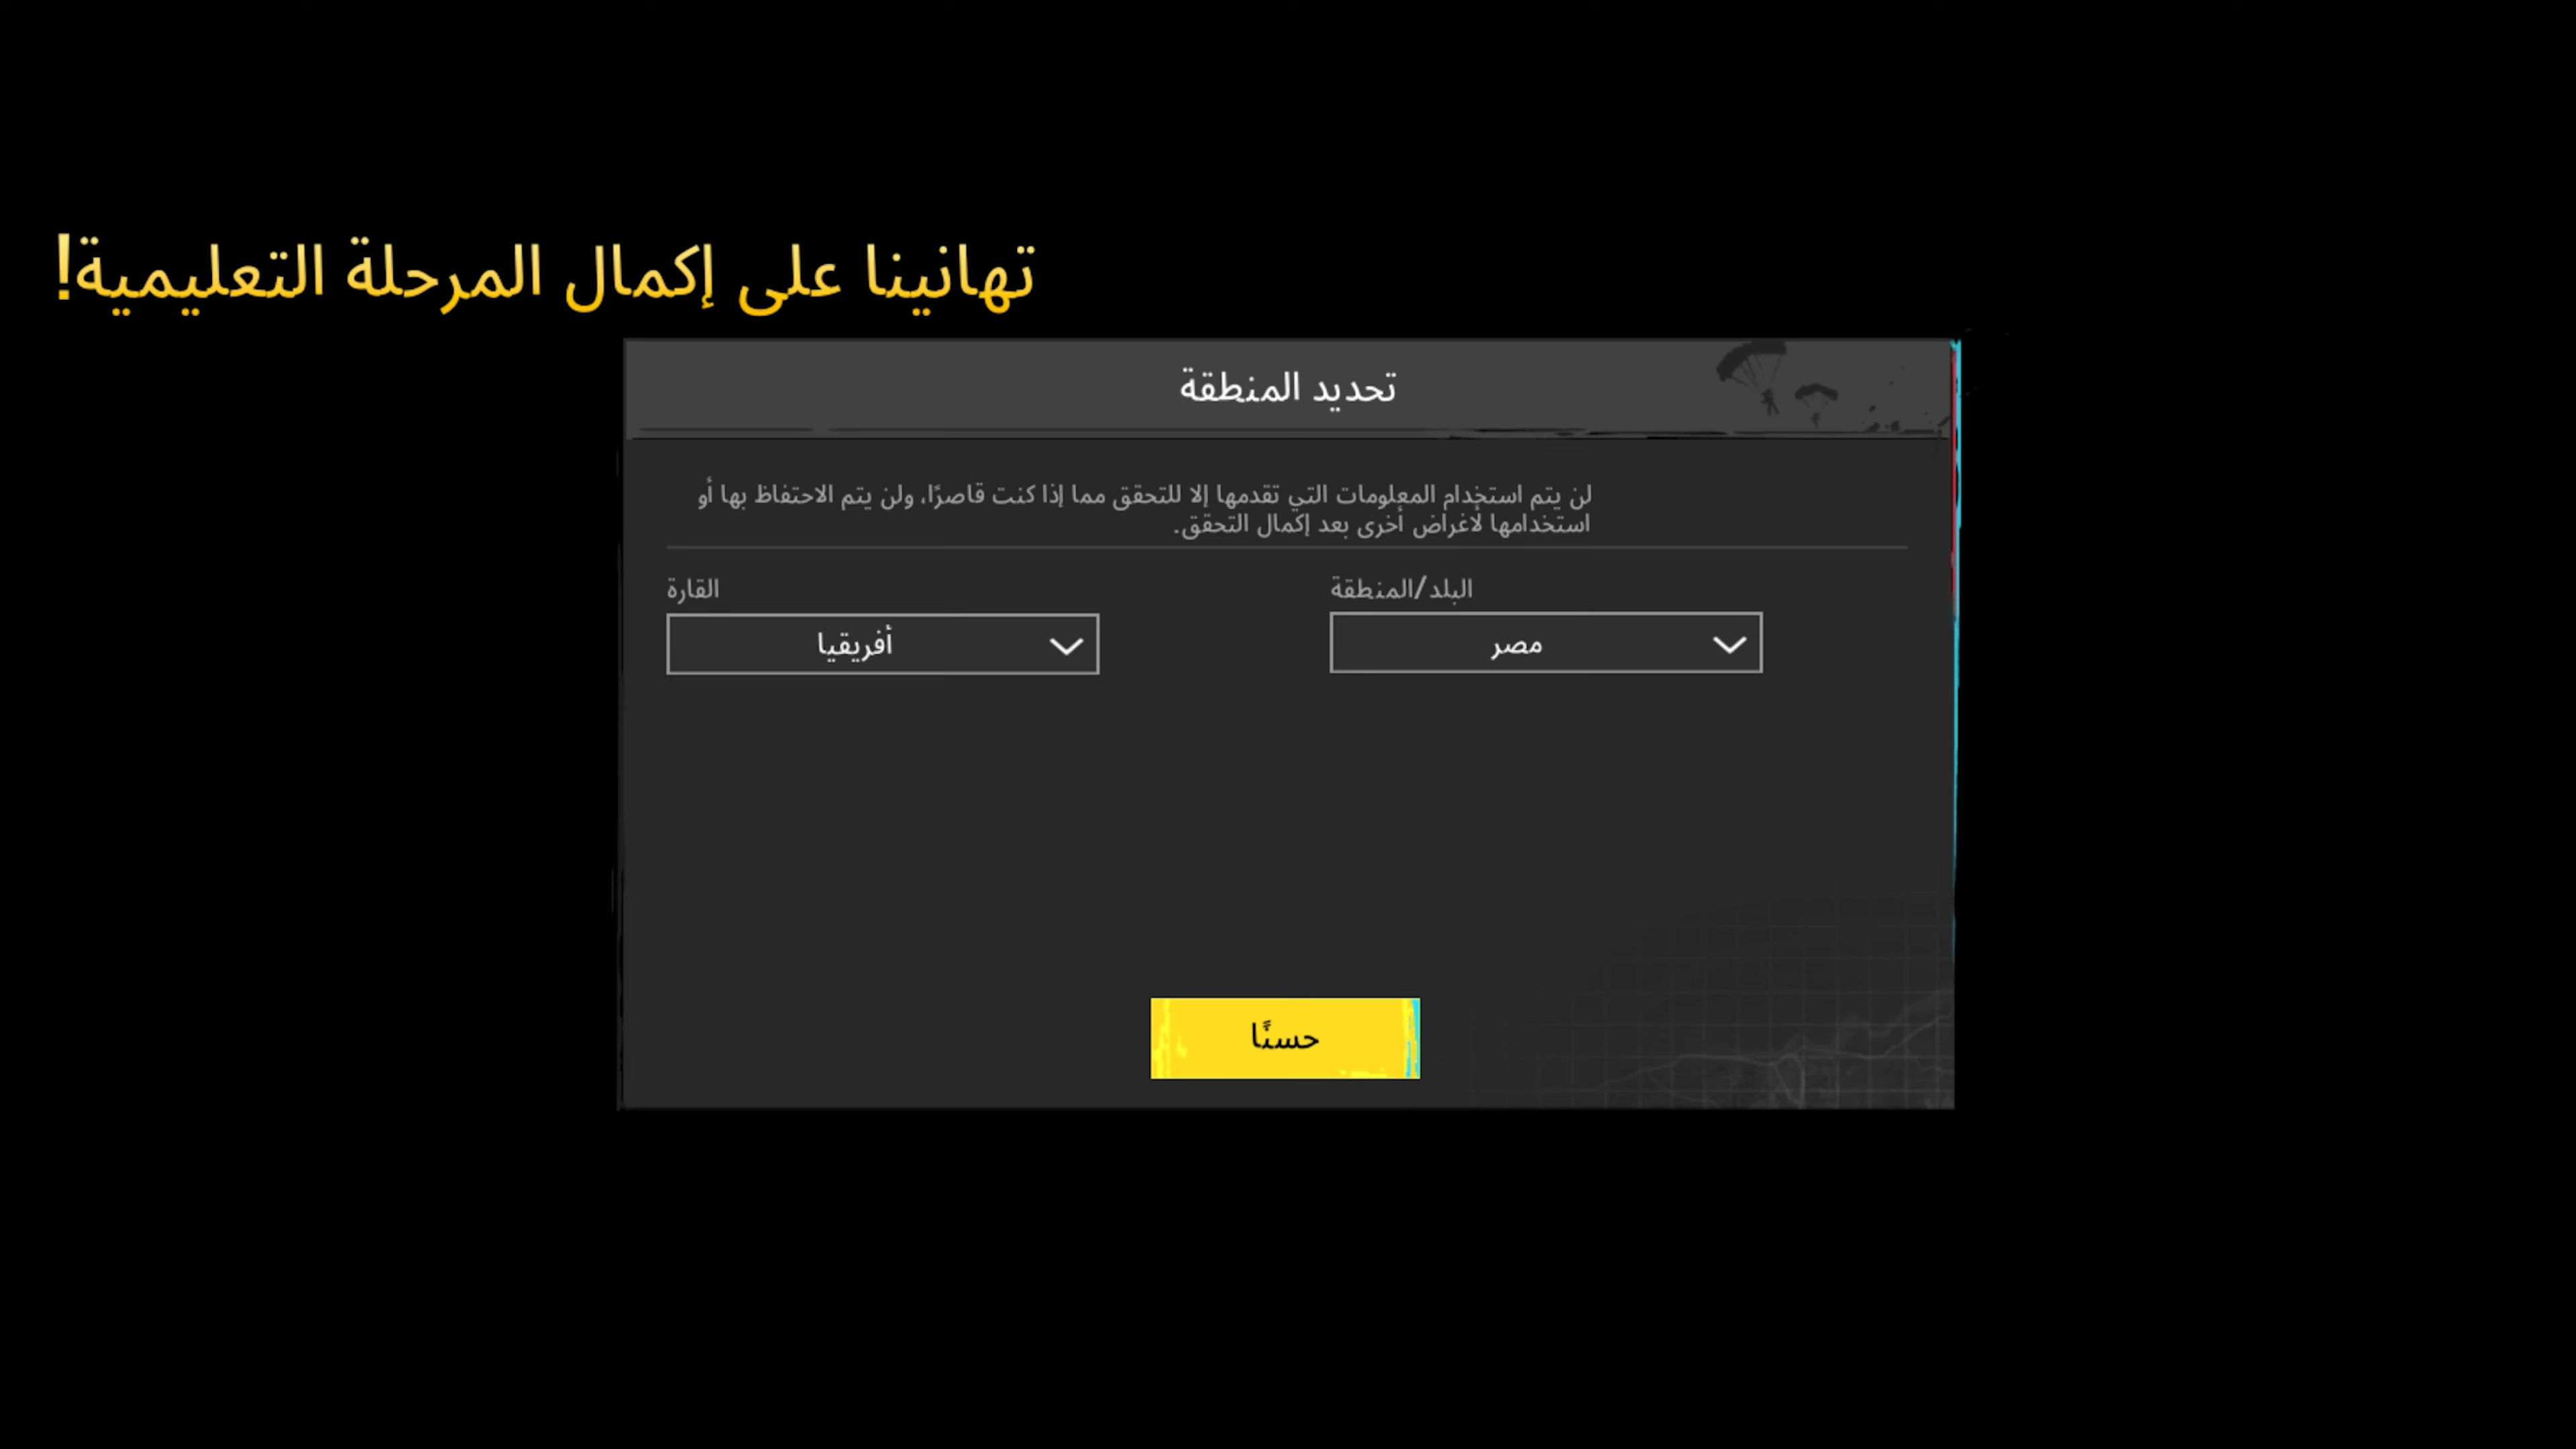 تهانينا على إكمال المرحلة التعليمية!
تحديد المنطقة
لن يتم استخدام المعلومات التي تقدمها إلا للتحقق مما إذا كنت قاصرًا، ولن يتم الاحتفاظ بها أو
استخدامها لأغراض أخرى بعد إكمال التحقق.
البلد/المنطقة
القارة
مصر
أفريقيا
حسنًا